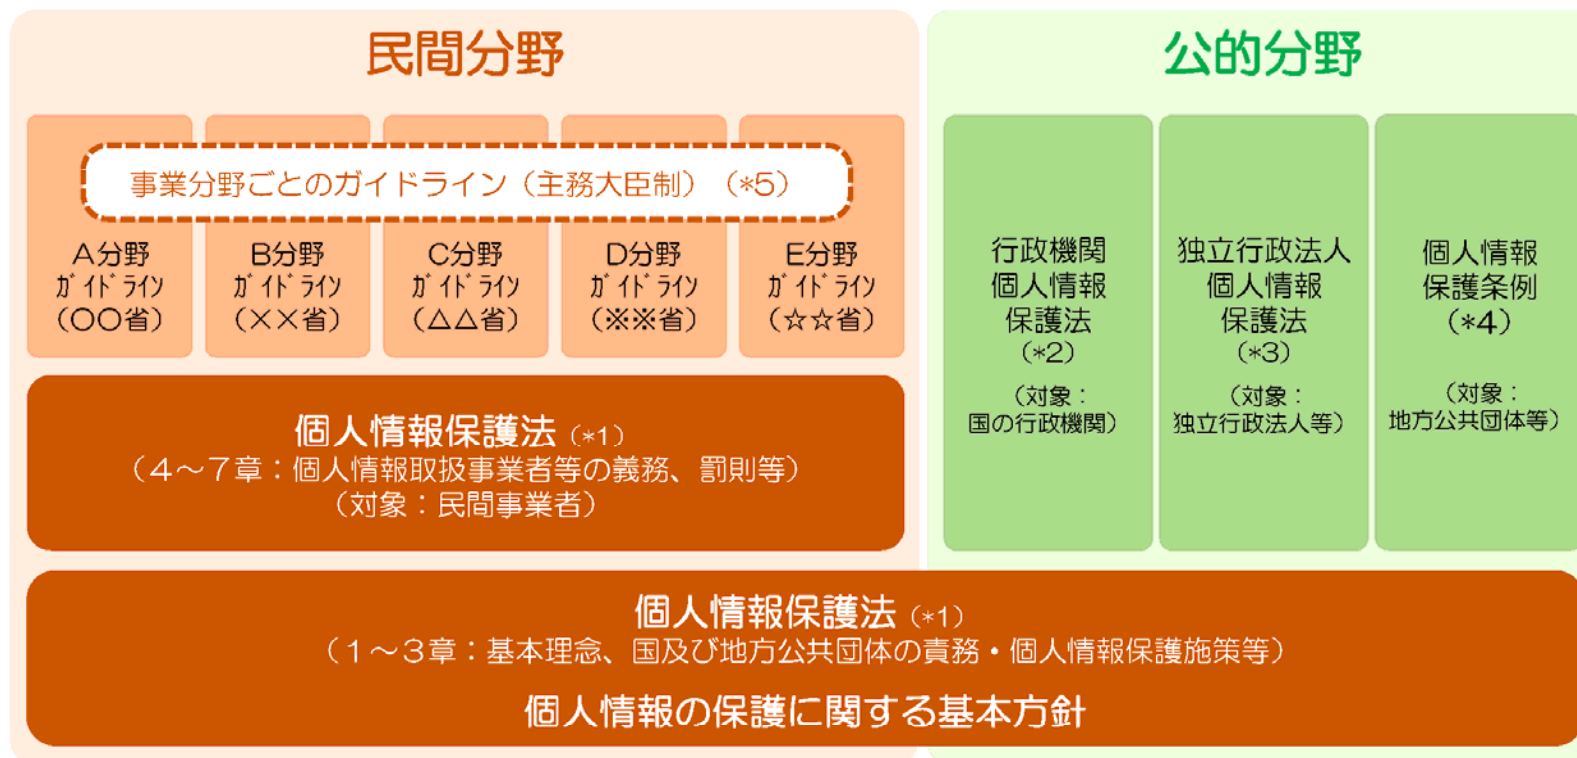 民間分野
事業分野ごとのガイドライン（主務大臣制）（*5）
A分野
ｶﾞｲﾄﾞﾗｲﾝ
（○○省）
B分野
ｶﾞｲﾄﾞﾗｲﾝ
（××省）
C分野
ｶﾞｲﾄﾞﾗｲﾝ
（△△省）
D分野
ｶﾞｲﾄﾞﾗｲﾝ
（※※省）
E分野
ｶﾞｲﾄﾞﾗｲﾝ
（☆☆省）
個人情報保護法（*1）
（４～７章：個人情報取扱事業者等の義務、罰則等）
（対象：民間事業者）
公的分野
行政機関
個人情報
保護法
（*2）
（対象：
国の行政機関）
独立行政法人
個人情報
保護法
（*3）
（対象：
独立行政法人等）
個人情報
保護条例
（*4）
（対象：
地方公共団体等）
個人情報保護法（*1）
（１～３章：基本理念、国及び地方公共団体の責務・個人情報保護施策等）
個人情報の保護に関する基本方針